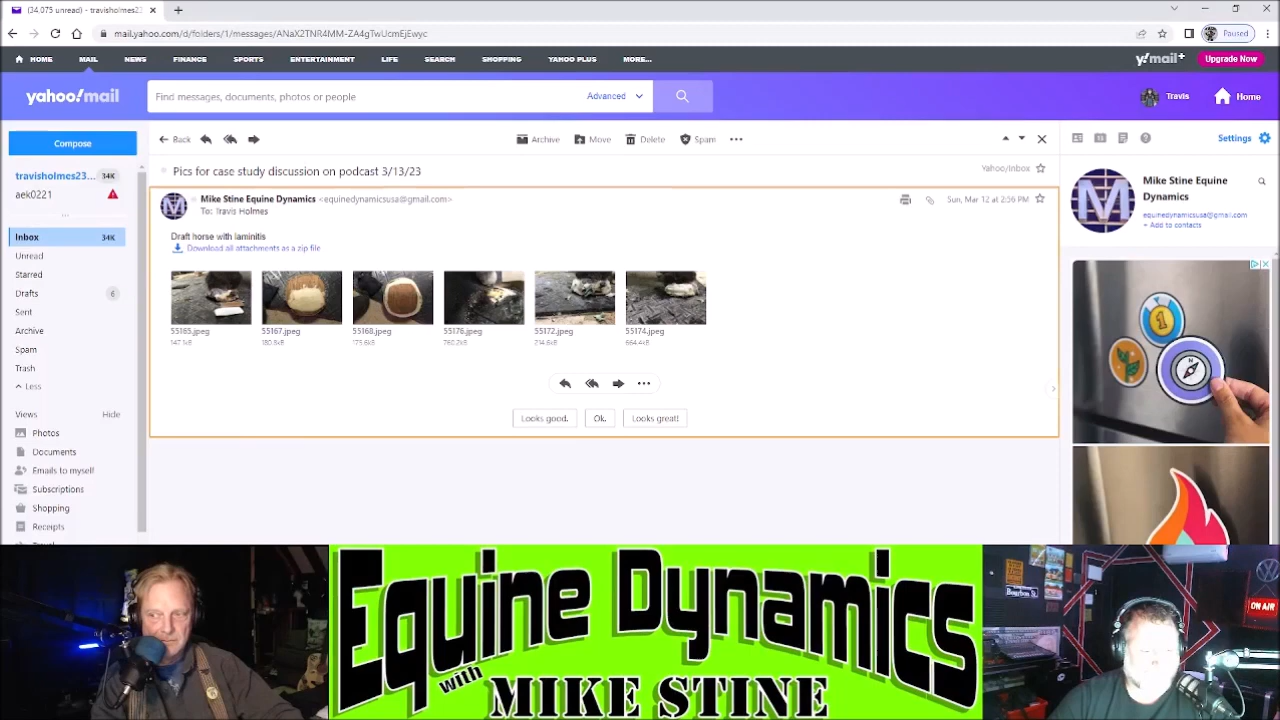 (34,075 unread) - travisholmes23
mail.yahoo.com/d/folders/1/messages/ANaX2TNR4MM-ZA4gTwUcmEjEwyc
Paused
HOME MAIL NEWS FINANCE SPORTS ENTERTAINMENT LIFE SEARCH SHOPPING YAHOO PLUS MORE... y!mail+ Upgrade Now
yahoo!mail Find messages, documents, photos or people Advanced Travis Home
Compose
Back Archive Move Delete Spam Settings
travisholmes23... 34K
aek0221
Inbox 34K
Unread
Starred
Drafts 6
Sent
Archive
Spam
Trash
Less
Views Hide
Photos
Documents
Emails to myself
Subscriptions
Shopping
Receipts
Pics for case study discussion on podcast 3/13/23 Yahoo/Inbox
Mike Stine Equine Dynamics <equinedynamicsusa@gmail.com> Sun, Mar 12 at 2:56 PM
To: Travis Holmes
Draft horse with laminitis
Download all attachments as a zip file
55165.jpeg 55167.jpeg 55168.jpeg 55176.jpeg 55172.jpeg 55174.jpeg
Looks good. Ok. Looks great!
Mike Stine Equine
Dynamics
equinedynamicsusa@gmail.com
+ Add to contacts
M
1
Equine Dynamics
with MIKE STINE
Bourbon St.
ON AIR